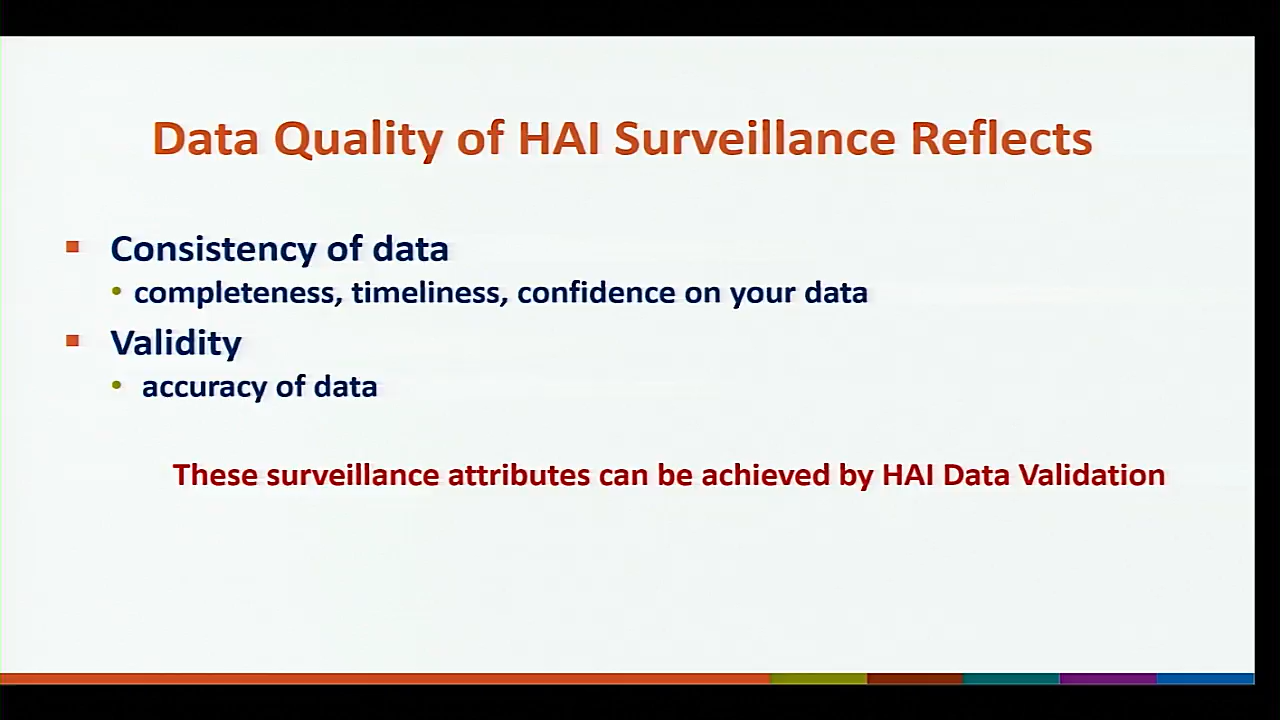 Data Quality of HAI Surveillance Reflects
Consistency of data
completeness, timeliness, confidence on your data
Validity
accuracy of data
These surveillance attributes can be achieved by HAI Data Validation